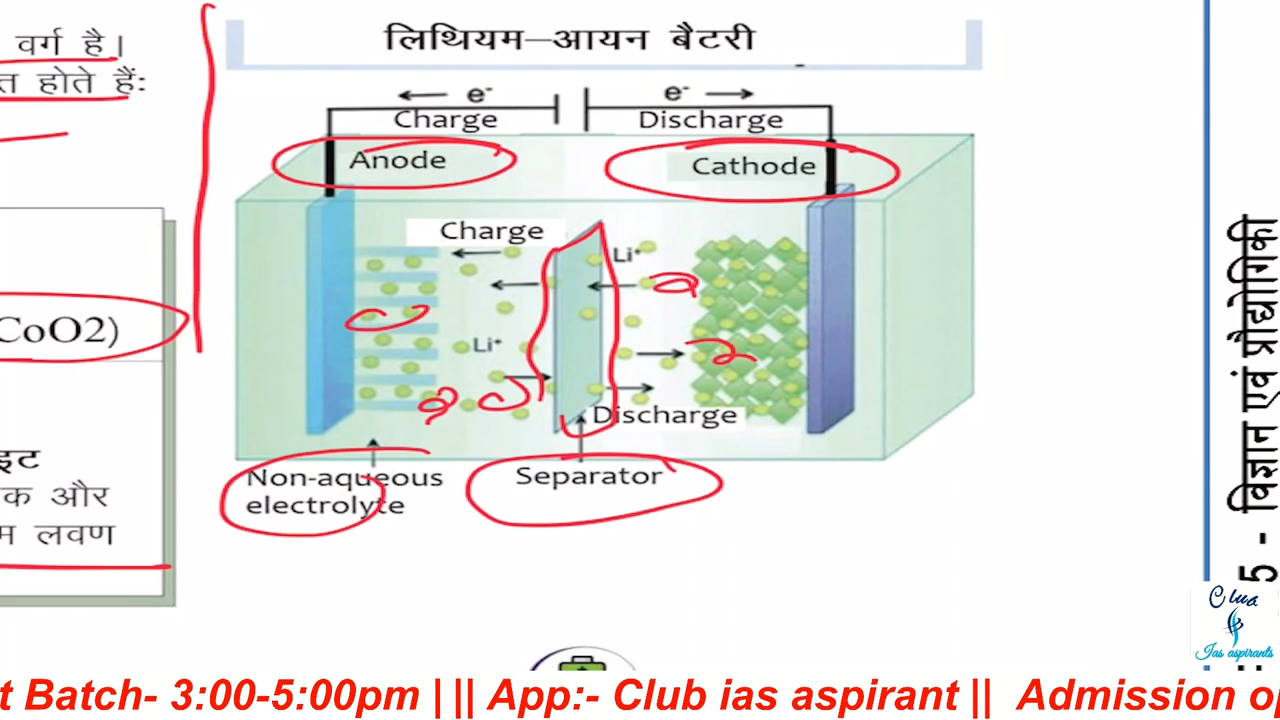 वर्ग है।
त होते हैं:
CoO2)
इट
क और
म लवण
लिथियम–आयन बैटरी
e⁻ e⁻
Charge Discharge
Anode Cathode
Charge
Li⁺
Li⁺
Discharge
Non-aqueous
electrolyte
Separator
5 - विज्ञान एवं प्रौद्योगिकी
Club
Ias aspirants
t Batch- 3:00-5:00pm | || App:- Club ias aspirant || Admission op